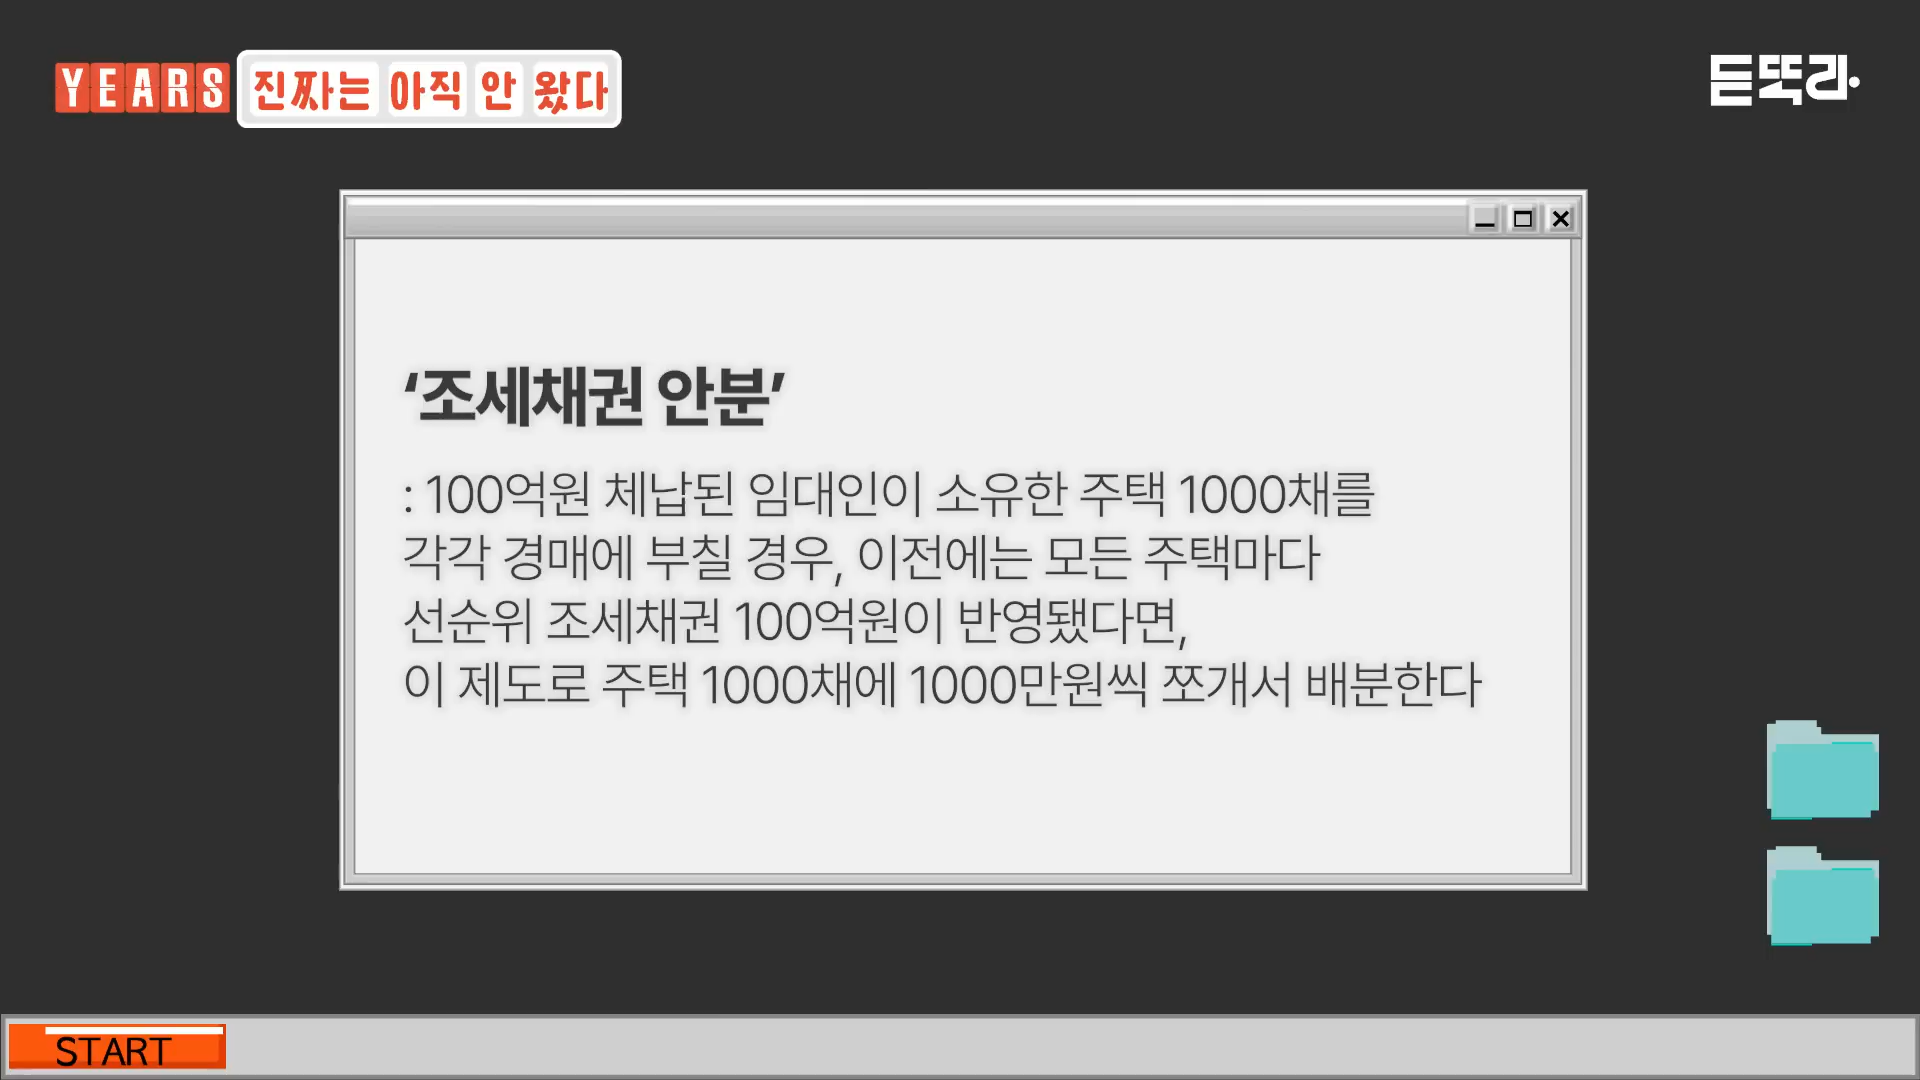 YEARS 진짜는 아직 안 왔다
듣똑라
‘조세채권 안분’
: 100억원 체납된 임대인이 소유한 주택 1000채를
각각 경매에 부칠 경우, 이전에는 모든 주택마다
선순위 조세채권 100억원이 반영됐다면,
이 제도로 주택 1000채에 1000만원씩 쪼개서 배분한다
START